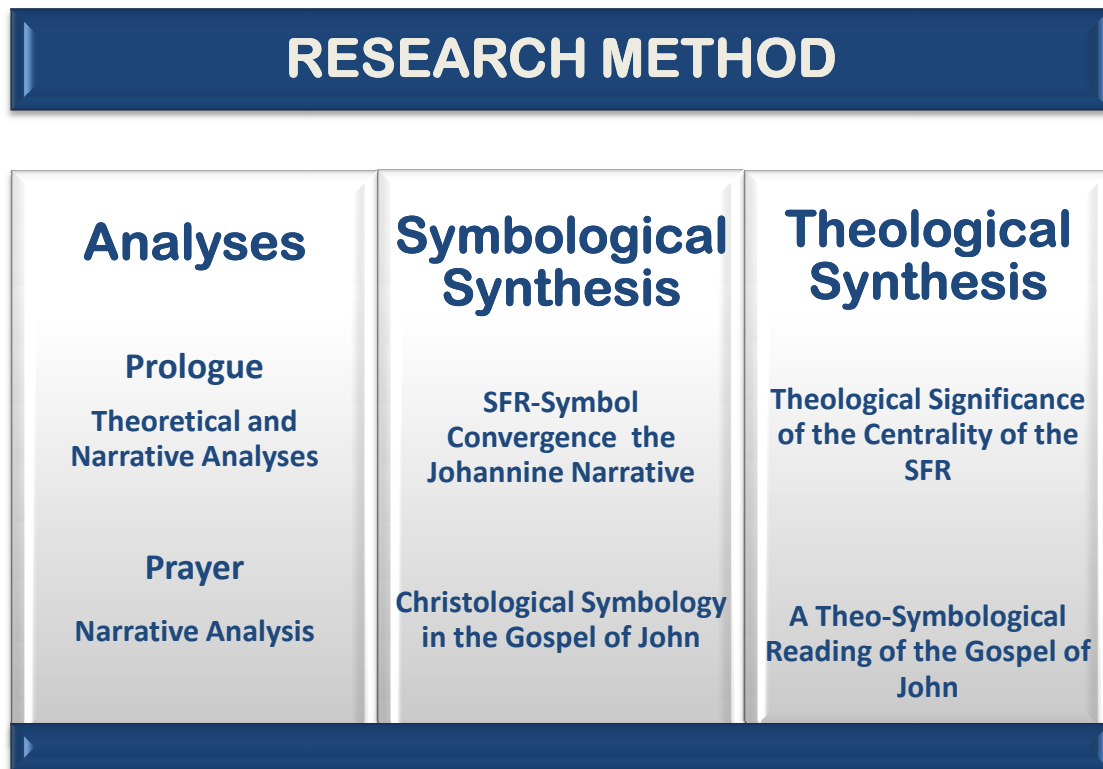 RESEARCH METHOD
Analyses
Prologue
Theoretical and
Narrative Analyses
Prayer
Narrative Analysis
Symbological
Synthesis
SFR-Symbol
Convergence  the
Johannine Narrative
Christological Symbology
in the Gospel of John
Theological
Synthesis
Theological Significance
of the Centrality of the
SFR
A Theo-Symbological
Reading of the Gospel of
John